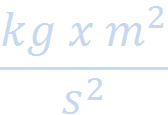 kg x m²
s²